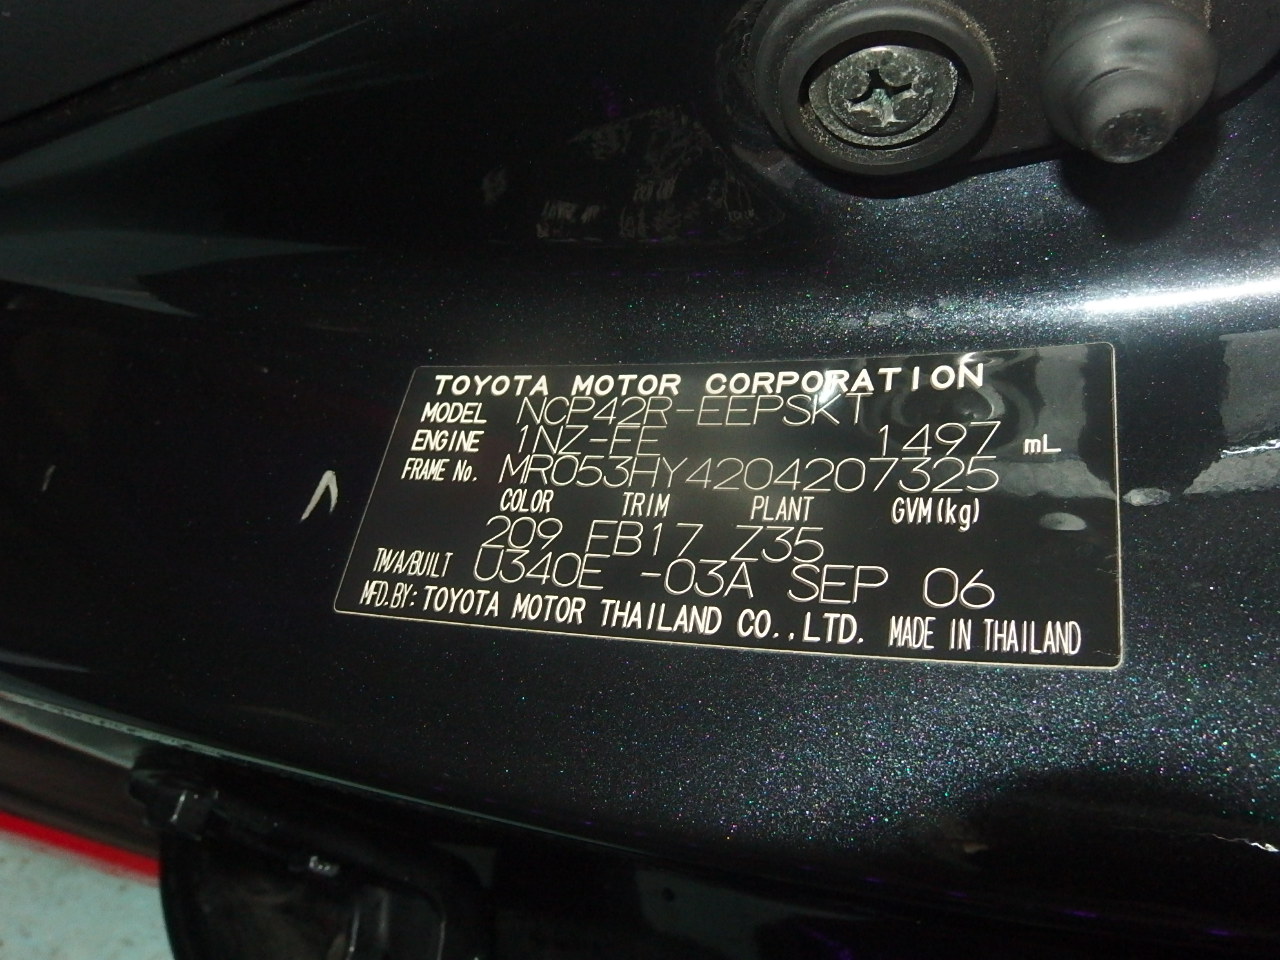 TOYOTA MOTOR CORPORATION
MODEL NCP42R-EEPSKT
ENGINE 1NZ-FE 1497 mL
FRAME No. MR053HY4204207325
COLOR TRIM PLANT GVM(kg)
209 EB17 Z35
TM/A/BUILT U340E -03A SEP 06
MFD.BY: TOYOTA MOTOR THAILAND CO.,LTD. MADE IN THAILAND